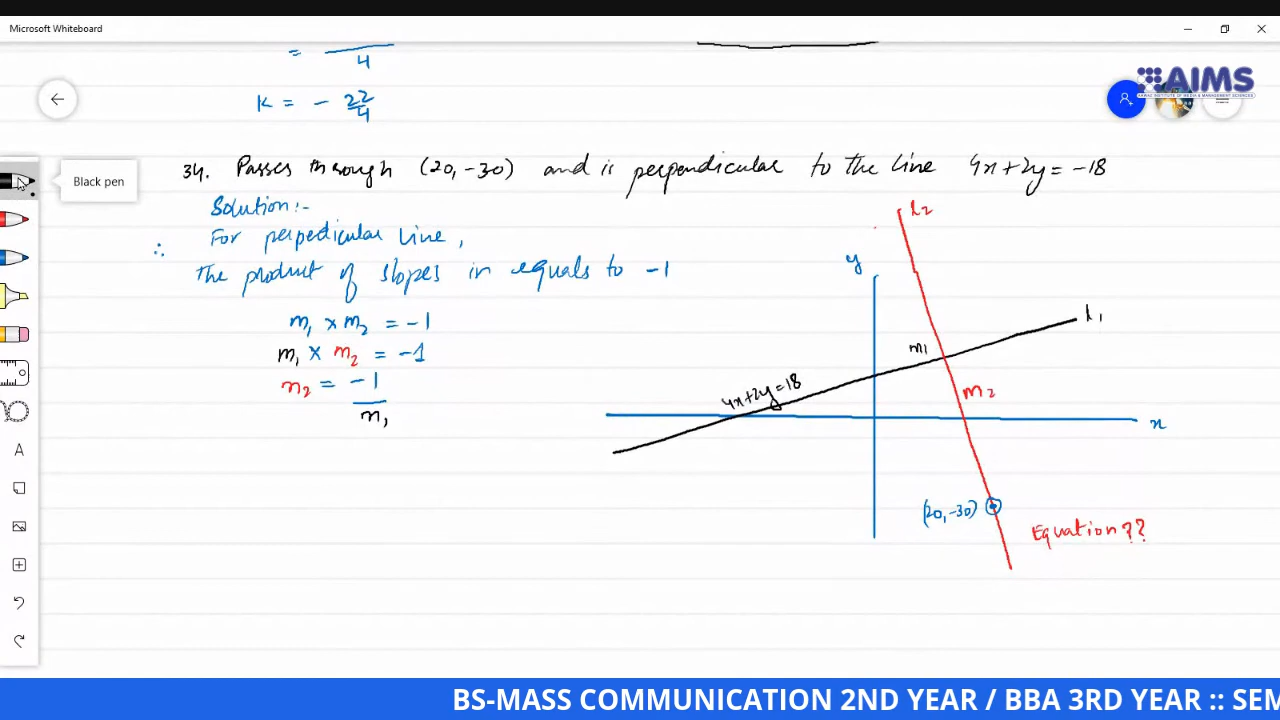 Microsoft Whiteboard
AIMS
= 
4
K = - 22/4
Black pen
34. Passes through (20, -30) and is perpendicular to the line 4x+2y = -18
Solution:-
For perpedicular Line,
∴ The product of slopes in equals to -1
m₁ × m₂ = -1
m₁ × m₂ = -1
m₂ = -1
m₁
l₂
y
l₁
m₁
4x+2y=18
m₂
x
(20,-30)
Equation??
A
BS-MASS COMMUNICATION 2ND YEAR / BBA 3RD YEAR :: SEM